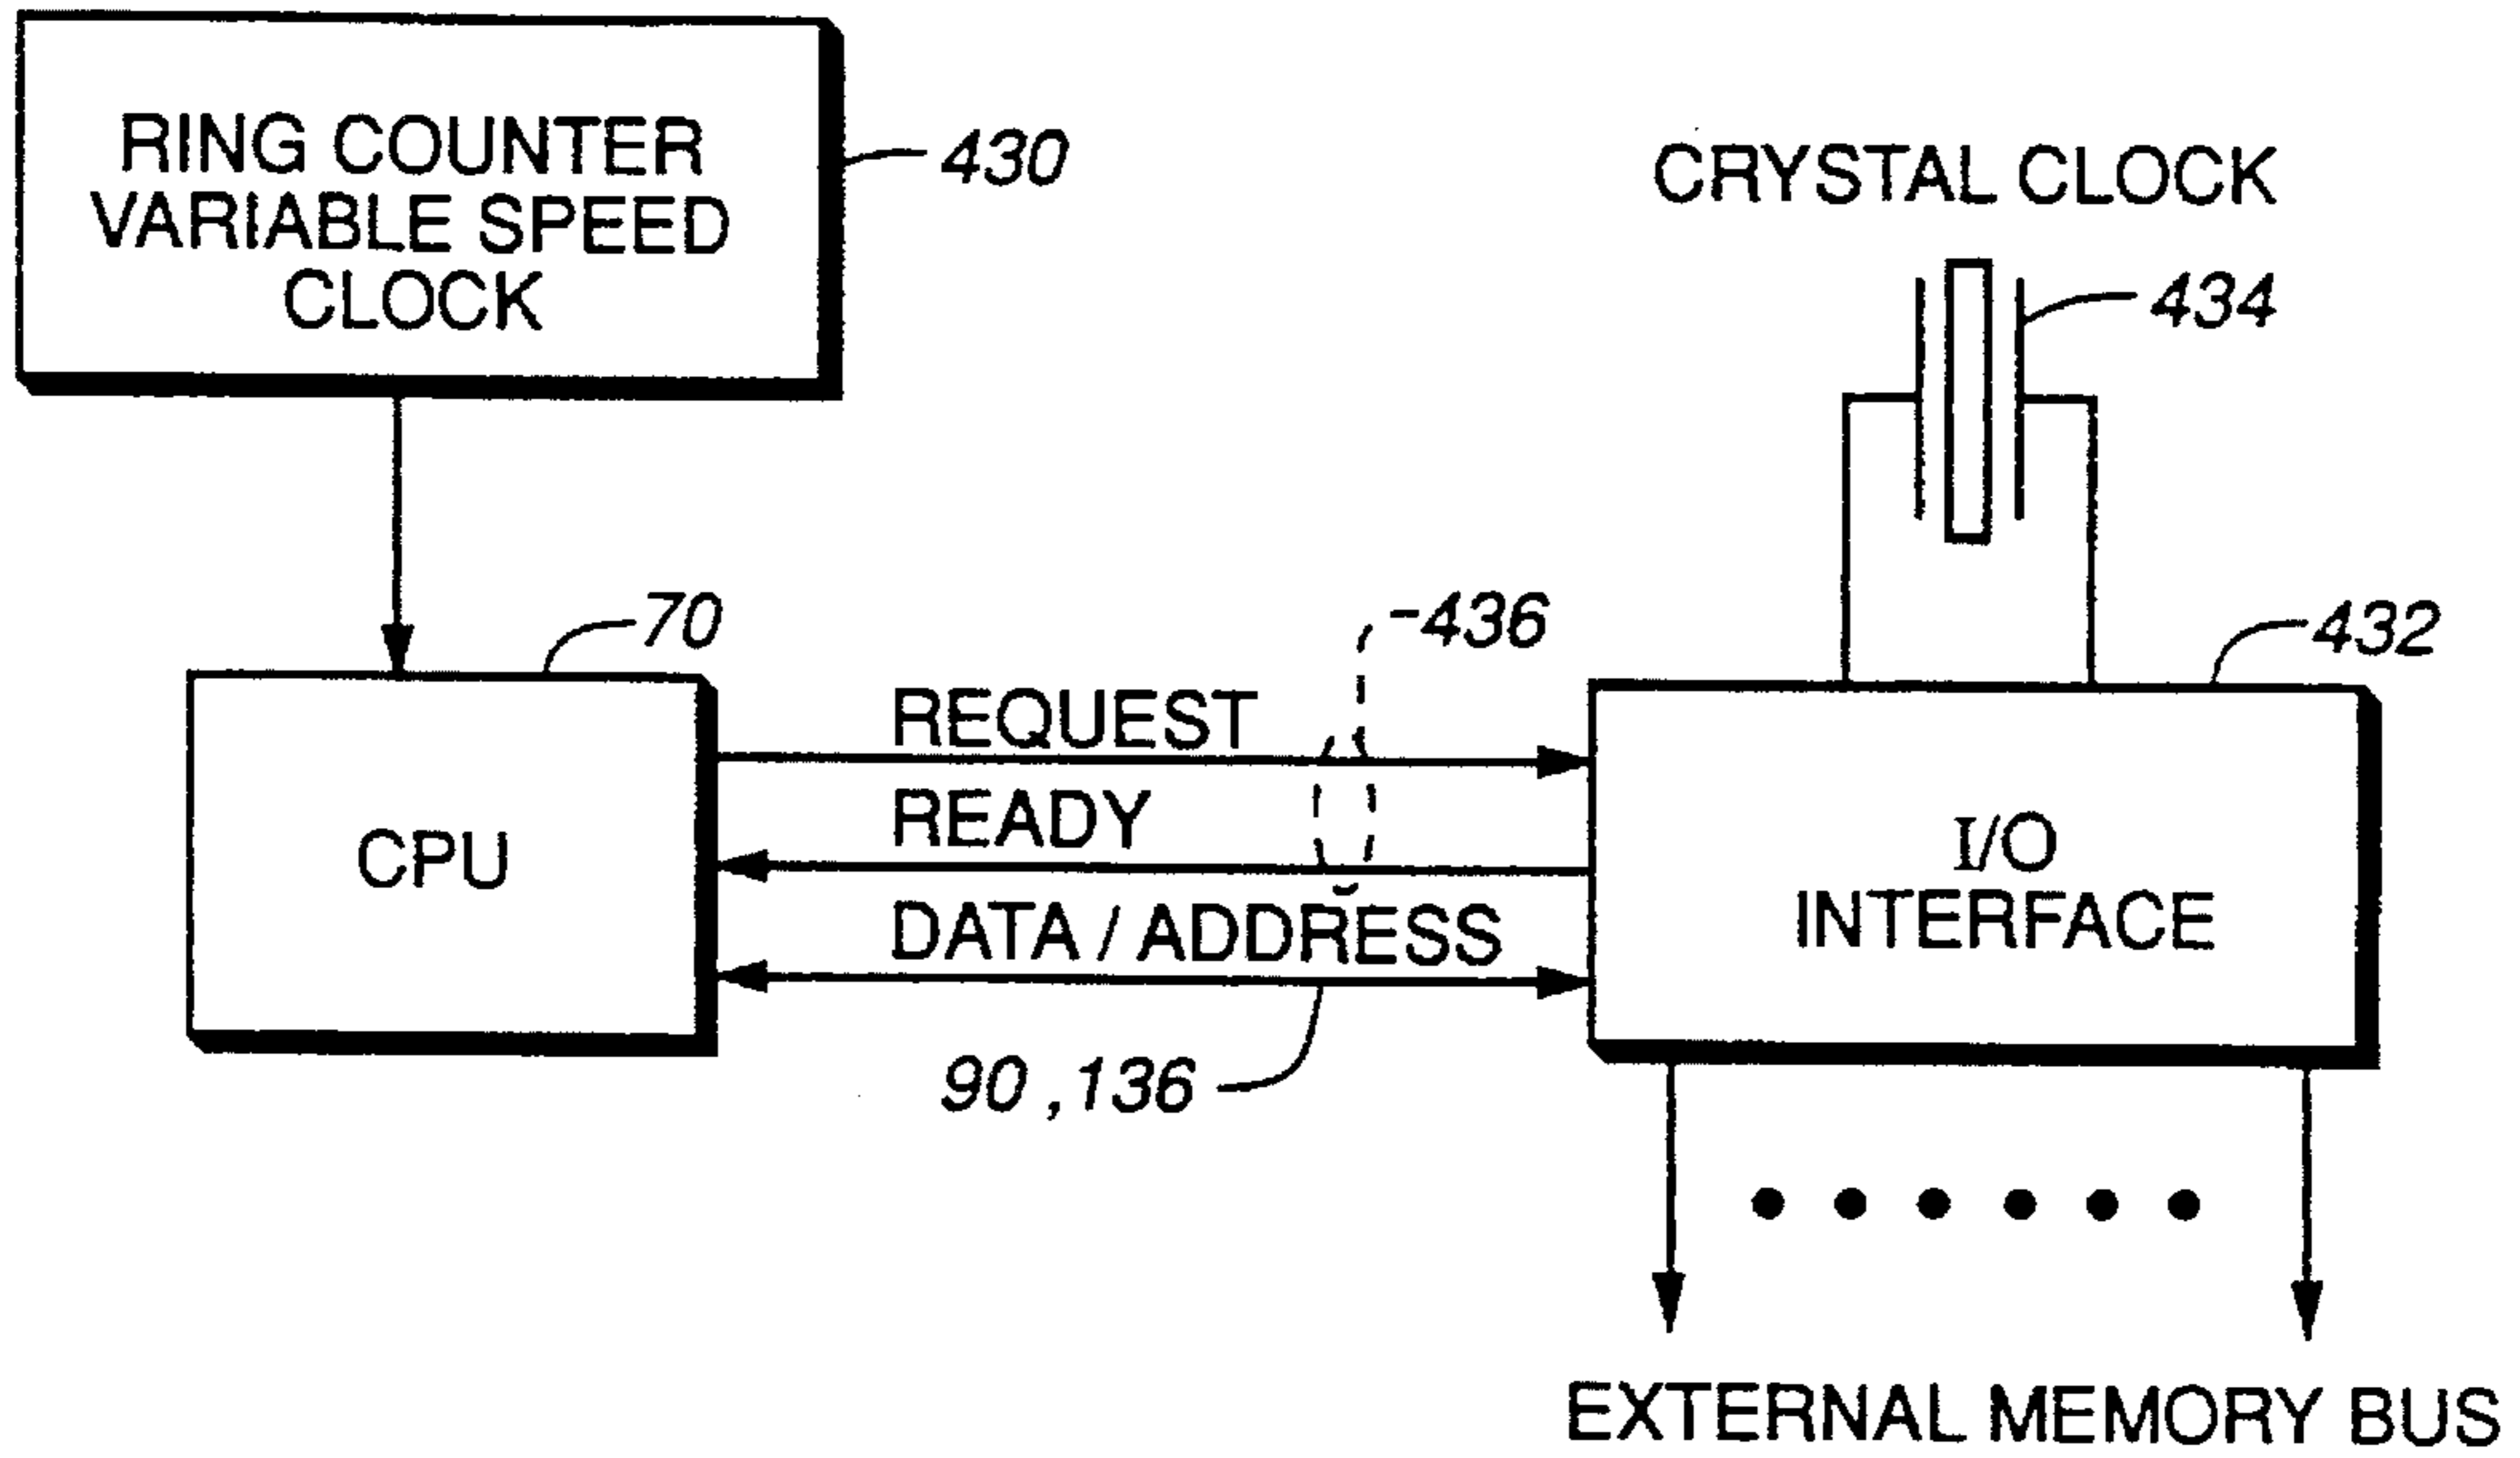 RING COUNTER
VARIABLE SPEED
CLOCK
430
CRYSTAL CLOCK
434
70
-436
432
REQUEST
READY
CPU
I/O
INTERFACE
DATA / ADDRESS
90 ,136
EXTERNAL MEMORY BUS